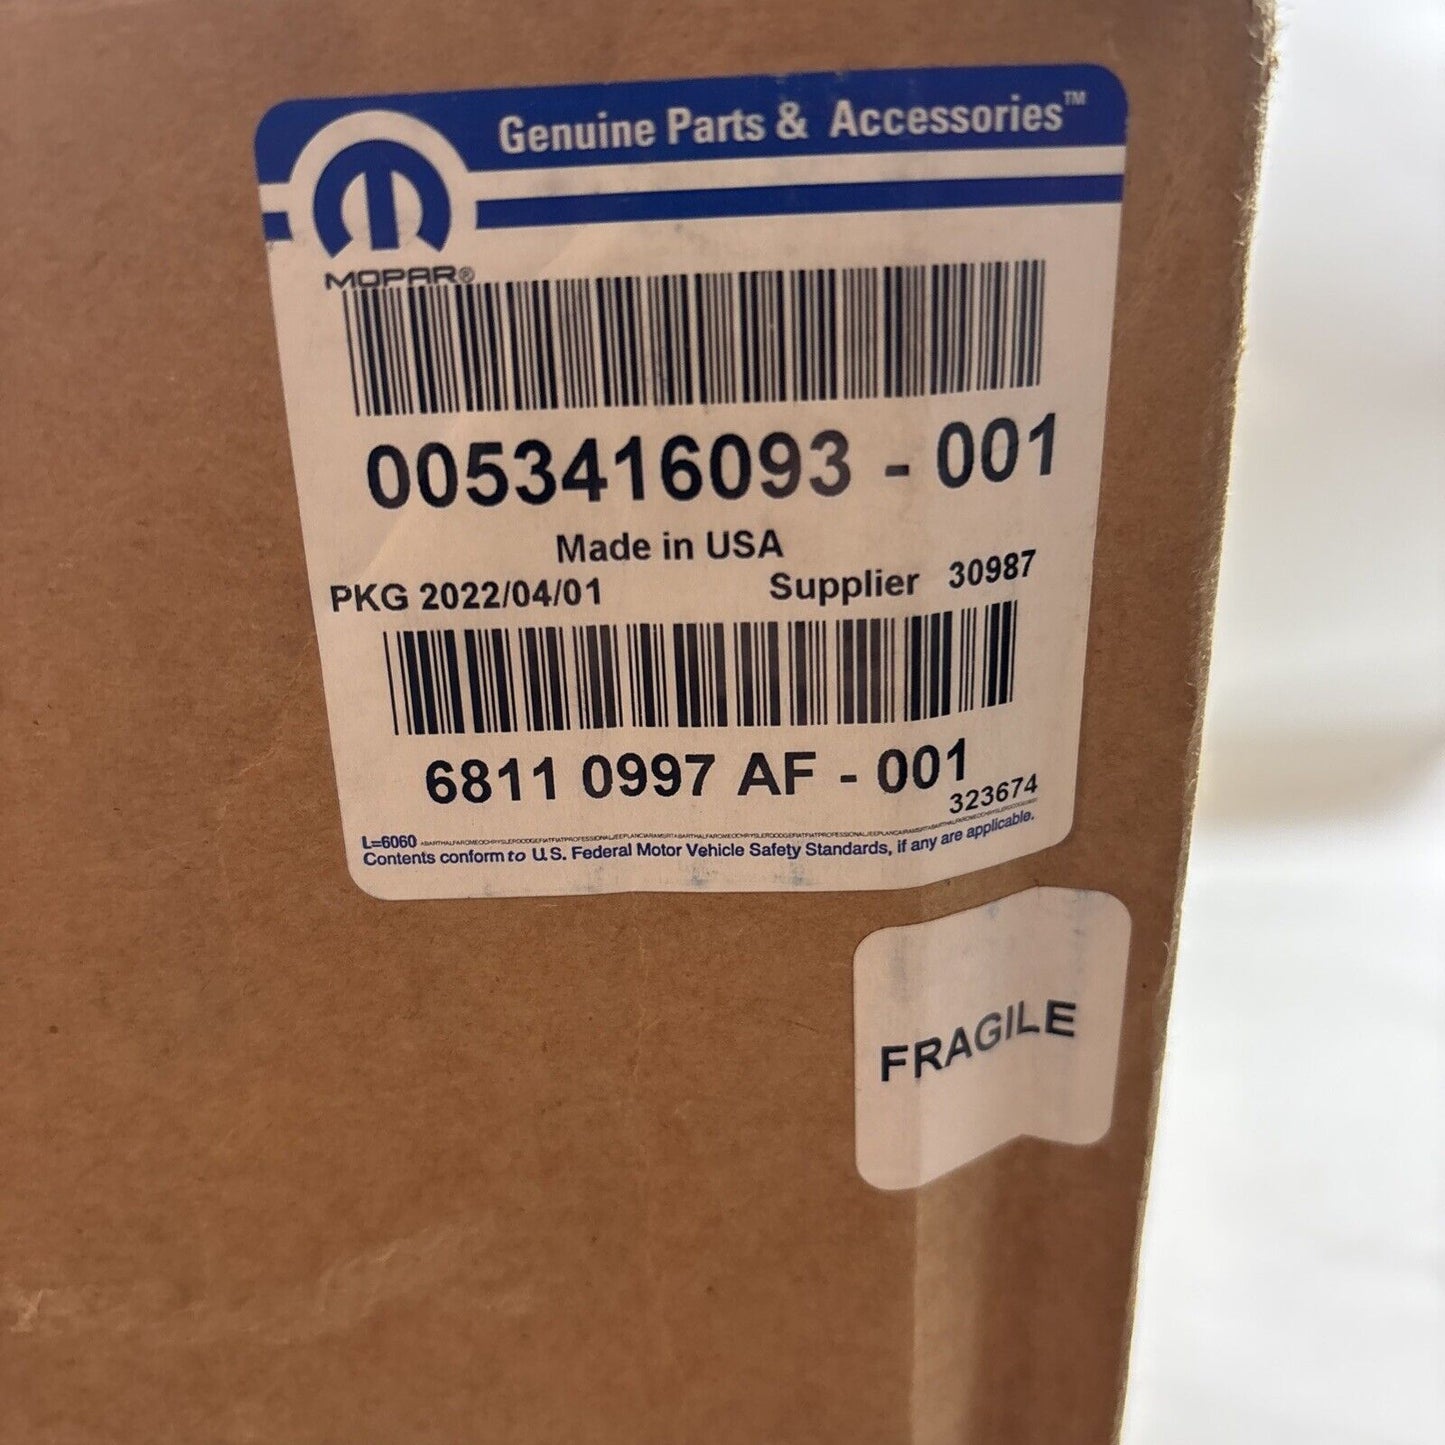 Genuine Parts & Accessories™
MOPAR®
0053416093 - 001
Made in USA
PKG 2022/04/01 Supplier 30987
6811 0997 AF - 001
323674
L=6060
Contents conform to U.S. Federal Motor Vehicle Safety Standards, if any are applicable.
FRAGILE